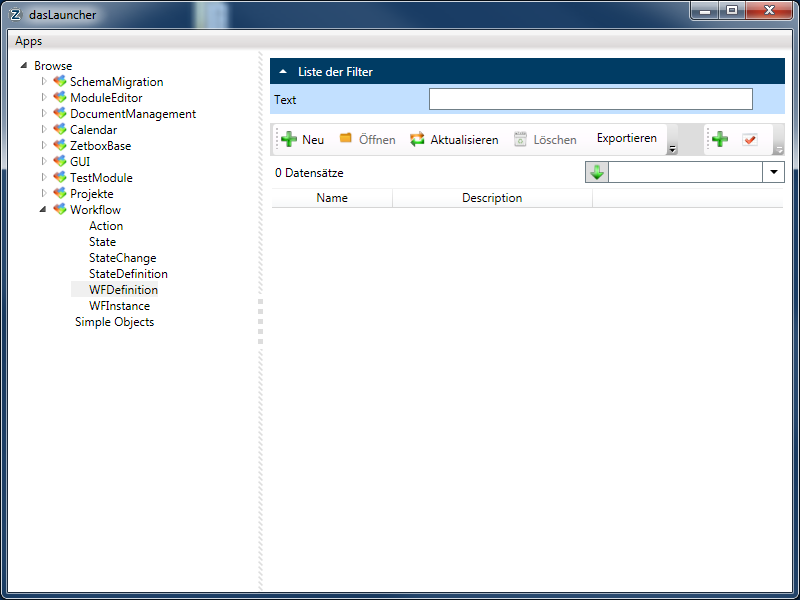 dasLauncher
Apps
Browse
SchemaMigration
ModuleEditor
DocumentManagement
Calendar
ZetboxBase
GUI
TestModule
Projekte
Workflow
Action
State
StateChange
StateDefinition
WFDefinition
WFInstance
Simple Objects
Liste der Filter
Text
Neu Öffnen Aktualisieren Löschen Exportieren
0 Datensätze
Name Description